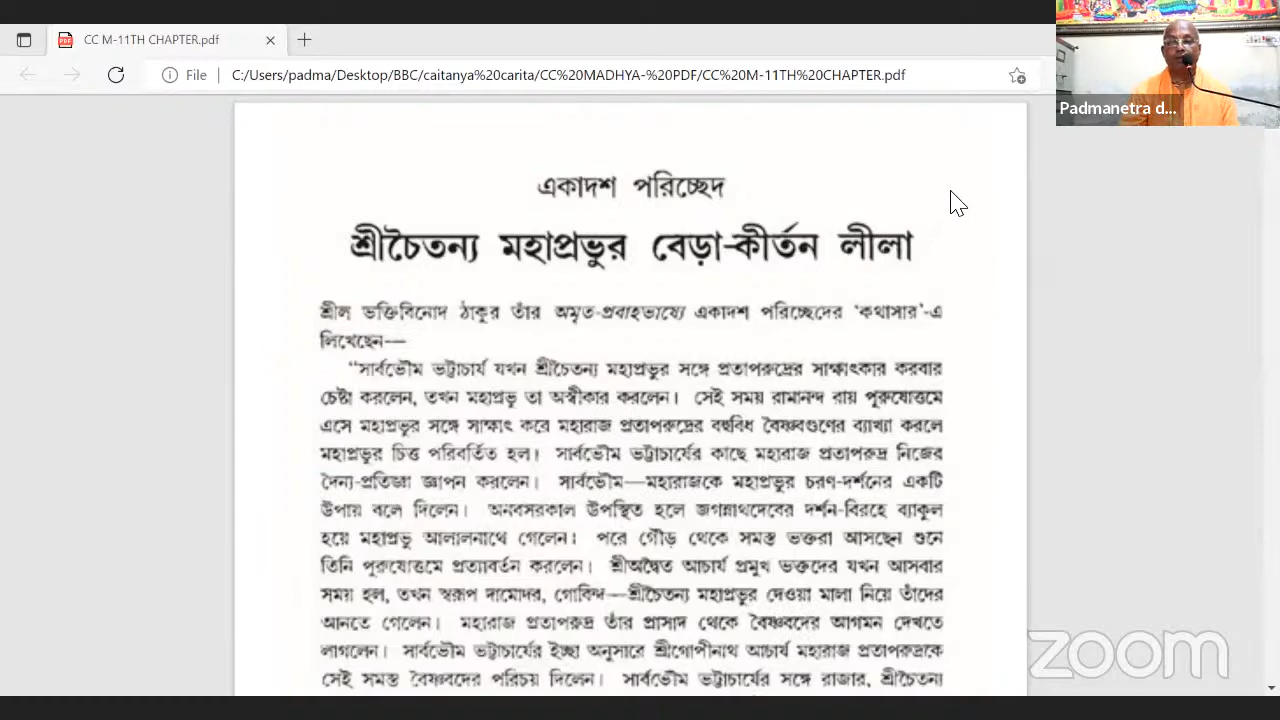 CC M-11TH CHAPTER.pdf
File C:/Users/padma/Desktop/BBC/caitanya%20carita/CC%20MADHYA-%20PDF/CC%20M-11TH%20CHAPTER.pdf
Padmanetra d...
একাদশ পরিচ্ছেদ
শ্রীচৈতন্য মহাপ্রভুর বেড়া-কীর্তন লীলা
শ্রীল ভক্তিবিনোদ ঠাকুর তাঁর অমৃত-প্রবাহভাষ্যে একাদশ পরিচ্ছেদের ‘কথাসার’-এ
লিখেছেন—
“সার্বভৌম ভট্টাচার্য যখন শ্রীচৈতন্য মহাপ্রভুর সঙ্গে প্রতাপরুদ্রের সাক্ষাৎকার করবার
চেষ্টা করলেন, তখন মহাপ্রভু তা অস্বীকার করলেন। সেই সময় রামানন্দ রায় পুরুষোত্তমে
এসে মহাপ্রভুর সঙ্গে সাক্ষাৎ করে মহারাজ প্রতাপরুদ্রের বহুবিধ বৈষ্ণবগুণের ব্যাখ্যা করলে
মহাপ্রভুর চিত্ত পরিবর্তিত হল। সার্বভৌম ভট্টাচার্যের কাছে মহারাজ প্রতাপরুদ্র নিজের
দৈন্য-প্রতিজ্ঞা জ্ঞাপন করলেন। সার্বভৌম—মহারাজকে মহাপ্রভুর চরণ-দর্শনের একটি
উপায় বলে দিলেন। অনবসরকাল উপস্থিত হলে জগন্নাথদেবের দর্শন-বিরহে ব্যাকুল
হয়ে মহাপ্রভু আলালনাথে গেলেন। পরে গৌড় থেকে সমস্ত ভক্তরা আসছেন শুনে
তিনি পুরুষোত্তমে প্রত্যাবর্তন করলেন। শ্রীঅদ্বৈত আচার্য প্রমুখ ভক্তদের যখন আসবার
সময় হল, তখন স্বরূপ দামোদর, গোবিন্দ—শ্রীচৈতন্য মহাপ্রভুর দেওয়া মালা নিয়ে তাঁদের
আনতে গেলেন। মহারাজ প্রতাপরুদ্র তাঁর প্রাসাদ থেকে বৈষ্ণবদের আগমন দেখতে
লাগলেন। সার্বভৌম ভট্টাচার্যের ইচ্ছা অনুসারে শ্রীগোপীনাথ আচার্য মহারাজ প্রতাপরুদ্রকে
সেই সমস্ত বৈষ্ণবদের পরিচয় দিলেন। সার্বভৌম ভট্টাচার্যের সঙ্গে রাজার, শ্রীচৈতন্য
zoom